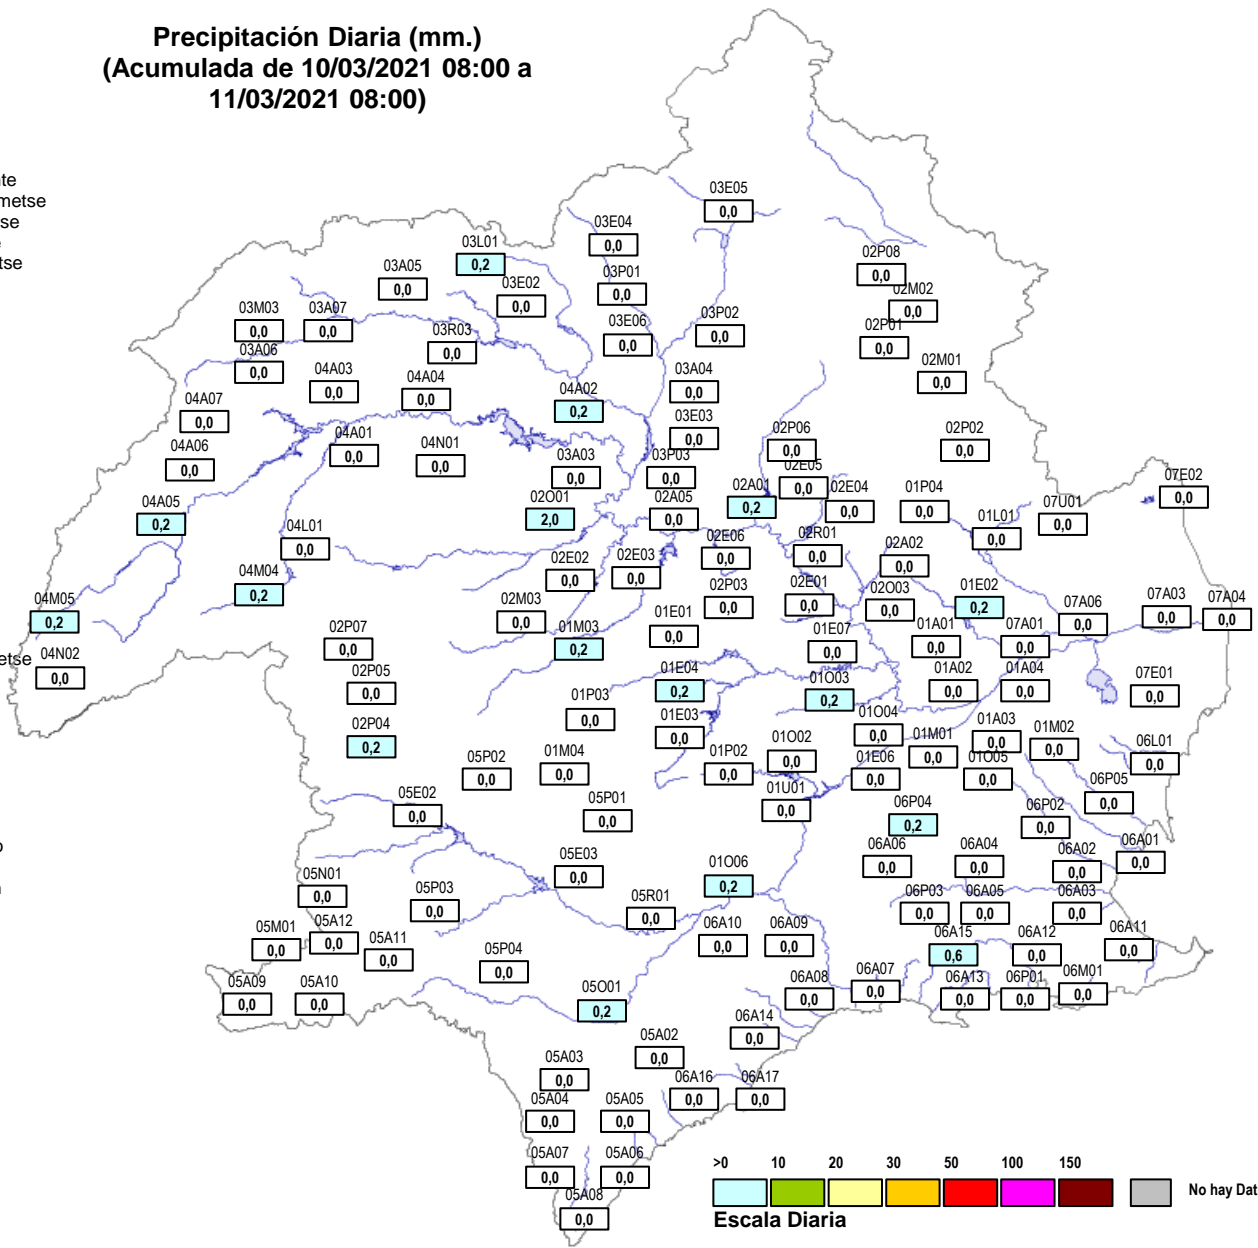 Precipitación Diaria (mm.)
(Acumulada de 10/03/2021 08:00 a
11/03/2021 08:00)
te
metse
se
tse
03E05
0,0
03E04
0,0
03L01
0,2
02P08
0,0
03A05
0,0
03P01
0,0
03E02
0,0
02M02
0,0
03M03
0,0
03A07
0,0
03P02
0,0
03E06
0,0
02P01
0,0
03R03
0,0
03A06
0,0
02M01
0,0
04A03
0,0
03A04
0,0
04A04
0,0
04A02
0,2
04A07
0,0
03E03
0,0
02P06
0,0
02P02
0,0
04A01
0,0
04A06
0,0
04N01
0,0
03A03
0,0
03P03
0,0
02E05
0,0
07E02
0,0
02A01
0,2
02E04
0,0
01P04
0,0
04A05
0,2
02O01
2,0
02A05
0,0
07U01
0,0
01L01
0,0
04L01
0,0
02E06
0,0
02R01
0,0
02A02
0,0
02E02
0,0
02E03
0,0
04M04
0,2
02P03
0,0
02E01
0,0
02O03
0,0
01E02
0,2
07A03
0,0
07A04
0,0
04M05
0,2
02M03
0,0
07A06
0,0
01E01
0,0
02P07
0,0
01M03
0,2
01E07
0,0
01A01
0,0
07A01
0,0
etse
04N02
0,0
02P05
0,0
01E04
0,2
01O03
0,2
01A02
0,0
01A04
0,0
07E01
0,0
01P03
0,0
02P04
0,2
01E03
0,0
01O04
0,0
01A03
0,0
01M02
0,0
01M01
0,0
01O02
0,0
06L01
0,0
05P02
0,0
01M04
0,0
01P02
0,0
01E06
0,0
01O05
0,0
06P05
0,0
05E02
0,0
05P01
0,0
01U01
0,0
06P04
0,2
06P02
0,0
06A01
0,0
06A06
0,0
06A04
0,0
06A02
0,0
05E03
0,0
01O06
0,2
05N01
0,0
05P03
0,0
05R01
0,0
06P03
0,0
06A05
0,0
06A03
0,0
05M01
0,0
05A12
0,0
05A11
0,0
06A10
0,0
06A09
0,0
06A15
0,6
06A12
0,0
06A11
0,0
05P04
0,0
05A09
0,0
05A10
0,0
05O01
0,2
06A08
0,0
06A07
0,0
06A13
0,0
06P01
0,0
06M01
0,0
06A14
0,0
05A02
0,0
05A03
0,0
06A16
0,0
06A17
0,0
05A04
0,0
05A05
0,0
05A07
0,0
05A06
0,0
05A08
0,0
>0 10 20 30 50 100 150
No hay Dat
Escala Diaria